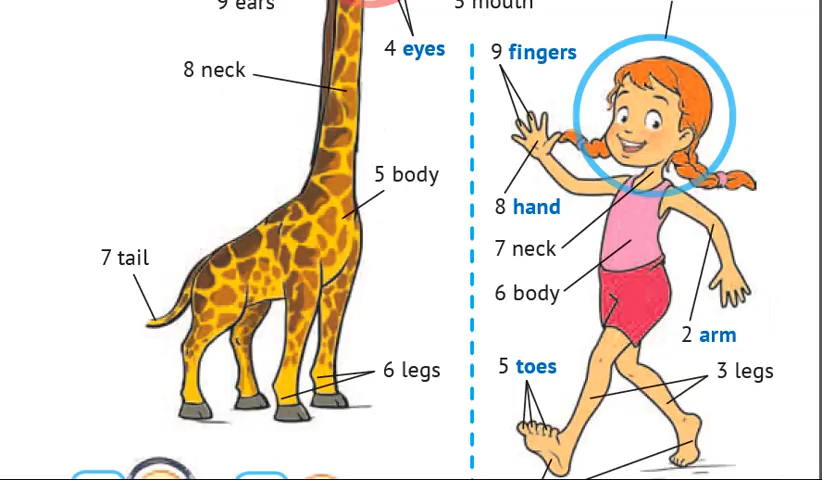 9 ears
4 eyes
8 neck
5 body
7 tail
6 legs
3 mouth
9 fingers
8 hand
7 neck
6 body
2 arm
5 toes
3 legs